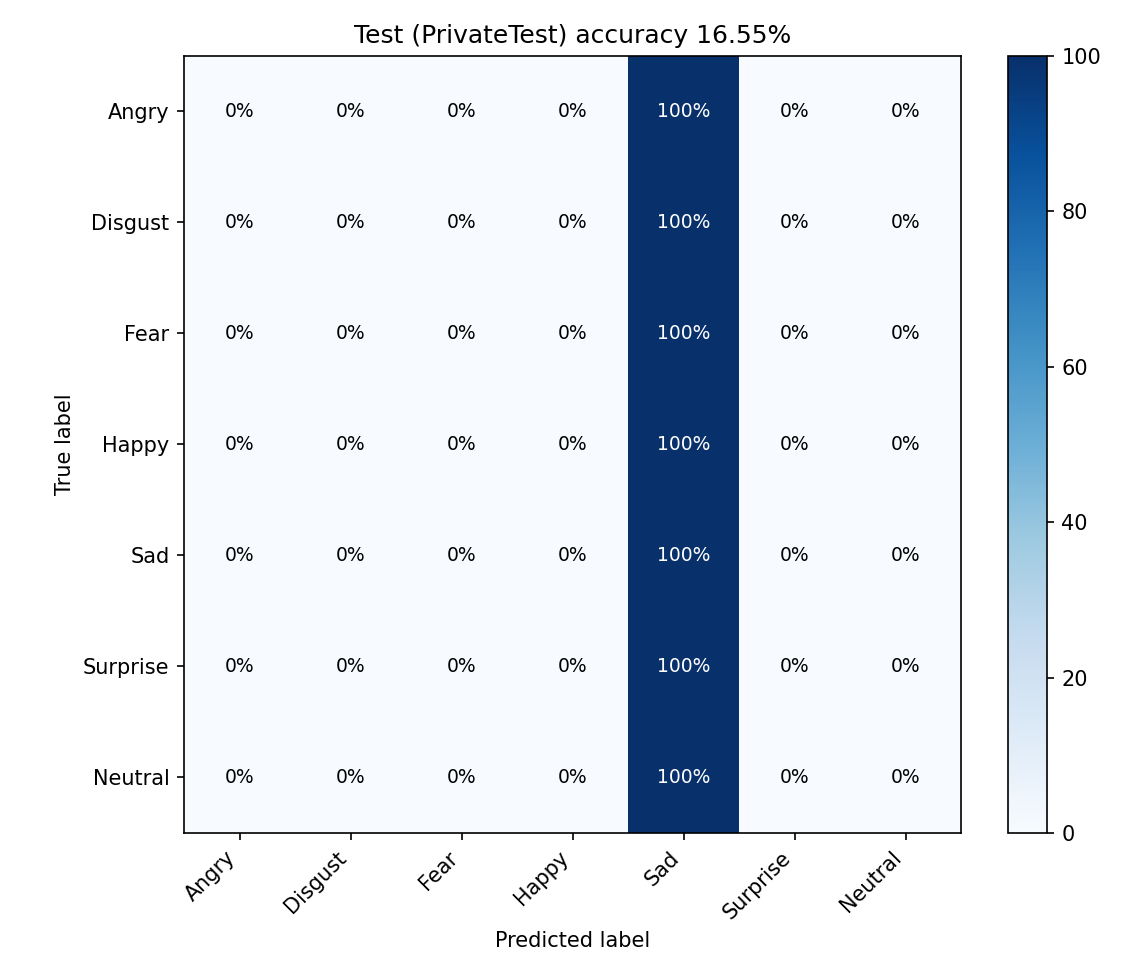 Test (PrivateTest) accuracy 16.55%
Angry 0% 0% 0% 0% 100% 0% 0%
Disgust 0% 0% 0% 0% 100% 0% 0%
Fear 0% 0% 0% 0% 100% 0% 0%
Happy 0% 0% 0% 0% 100% 0% 0%
Sad 0% 0% 0% 0% 100% 0% 0%
Surprise 0% 0% 0% 0% 100% 0% 0%
Neutral 0% 0% 0% 0% 100% 0% 0%
True label
Angry Disgust Fear Happy Sad Surprise Neutral
Predicted label
100
80
60
40
20
0